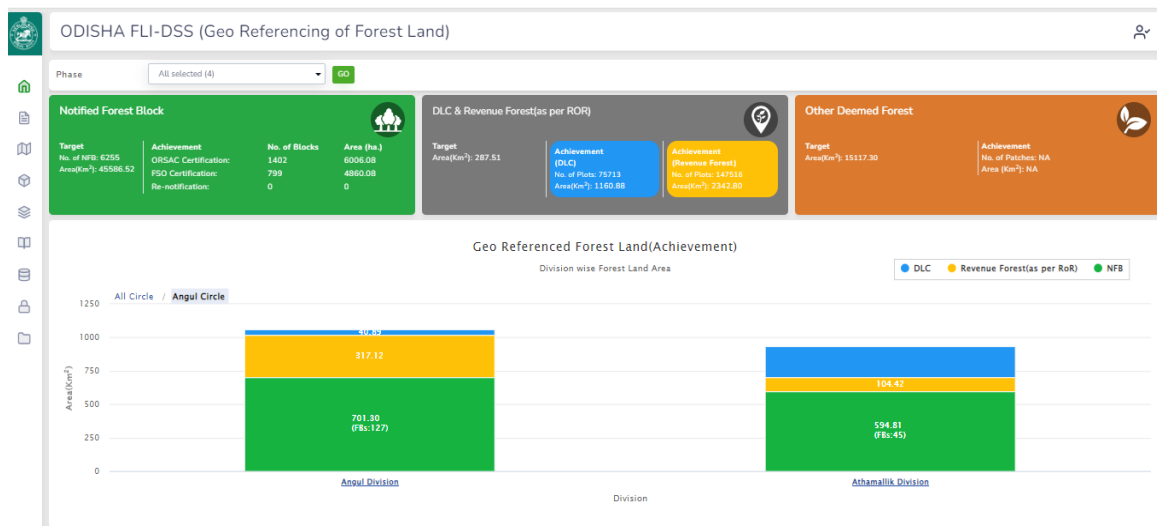 ODISHA FLI-DSS (Geo Referencing of Forest Land)
Phase
All selected (4)
GO
Notified Forest Block
Target
No. of NFB: 6255
Area(Km²): 45586.52
Achievement No. of Blocks Area (ha.)
ORSAC Certification: 1402 6006.08
FSO Certification: 799 4860.08
Re-notification: 0 0
DLC & Revenue Forest(as per ROR)
Target
Area(Km²): 287.51
Achievement
(DLC)
No. of Plots: 75713
Area(Km²): 1160.88
Achievement
(Revenue Forest)
No. of Plots: 147516
Area(Km²): 2342.80
Other Deemed Forest
Target
Area(Km²): 15117.30
Achievement
No. of Patches: NA
Area (Km²): NA
Geo Referenced Forest Land(Achievement)
Division wise Forest Land Area
DLC Revenue Forest(as per RoR) NFB
All Circle / Angul Circle
Area(Km²)
1250
1000
750
500
250
0
40.89
317.12
701.30
(FBs:127)
104.42
594.81
(FBs:45)
Angul Division
Athamallik Division
Division